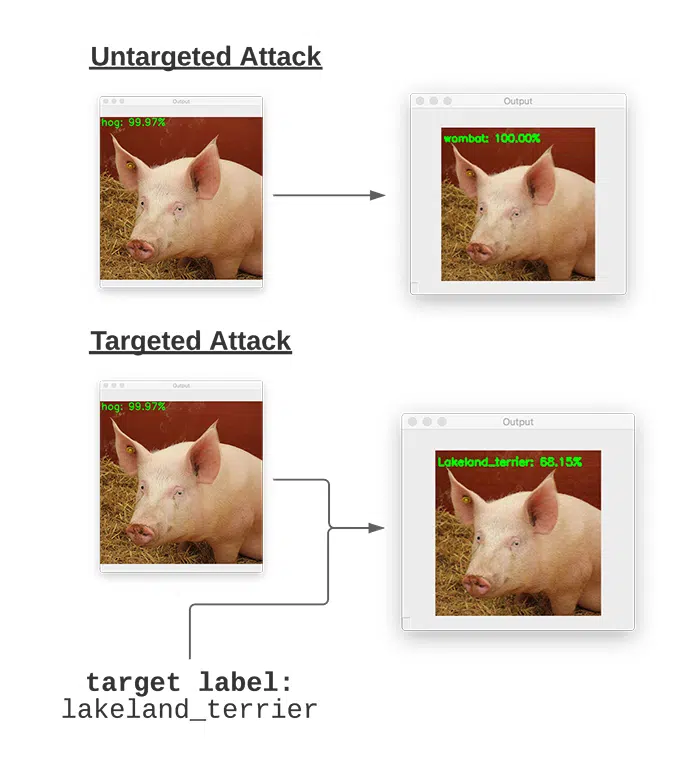 Untargeted Attack
Output
hog: 99.97%
Output
wombat: 100.00%
Targeted Attack
Output
hog: 99.97%
Output
Lakeland_terrier: 68.15%
target label:
lakeland_terrier